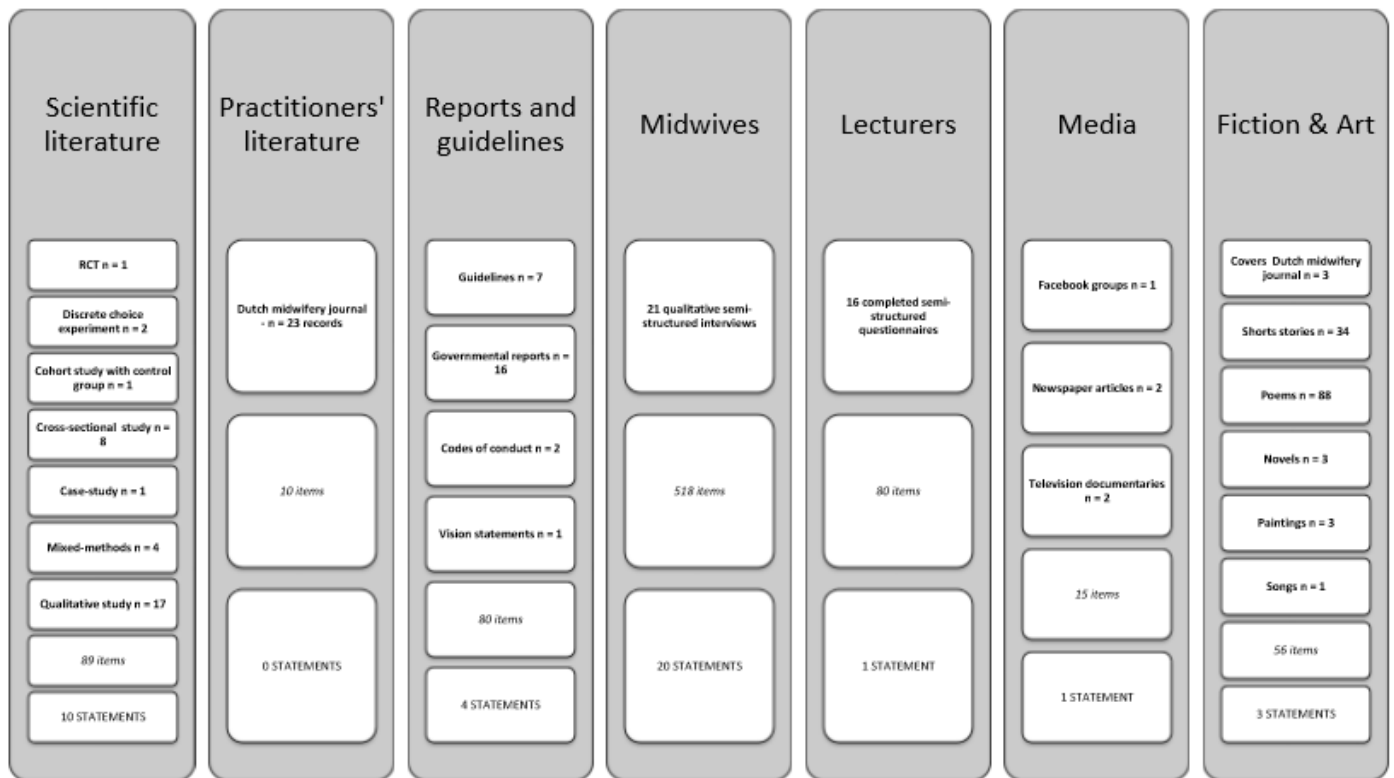 Scientific
literature
RCT n = 1
Discrete choice
experiment n = 2
Cohort study with control
group n = 1
Cross-sectional study n =
8
Case-study n = 1
Mixed-methods n = 4
Qualitative study n = 17
89 items
10 STATEMENTS
Practitioners'
literature
Dutch midwifery journal
- n = 23 records
10 items
0 STATEMENTS
Reports and
guidelines
Guidelines n = 7
Governmental reports n =
16
Codes of conduct n = 2
Vision statements n = 1
80 items
4 STATEMENTS
Midwives
21 qualitative semi-
structured interviews
518 items
20 STATEMENTS
Lecturers
16 completed semi-
structured
questionnaires
80 items
1 STATEMENT
Media
Facebook groups n = 1
Newspaper articles n = 2
Television documentaries
n = 2
15 items
1 STATEMENT
Fiction & Art
Covers Dutch midwifery
journal n = 3
Shorts stories n = 34
Poems n = 88
Novels n = 3
Paintings n = 3
Songs n = 1
56 items
3 STATEMENTS